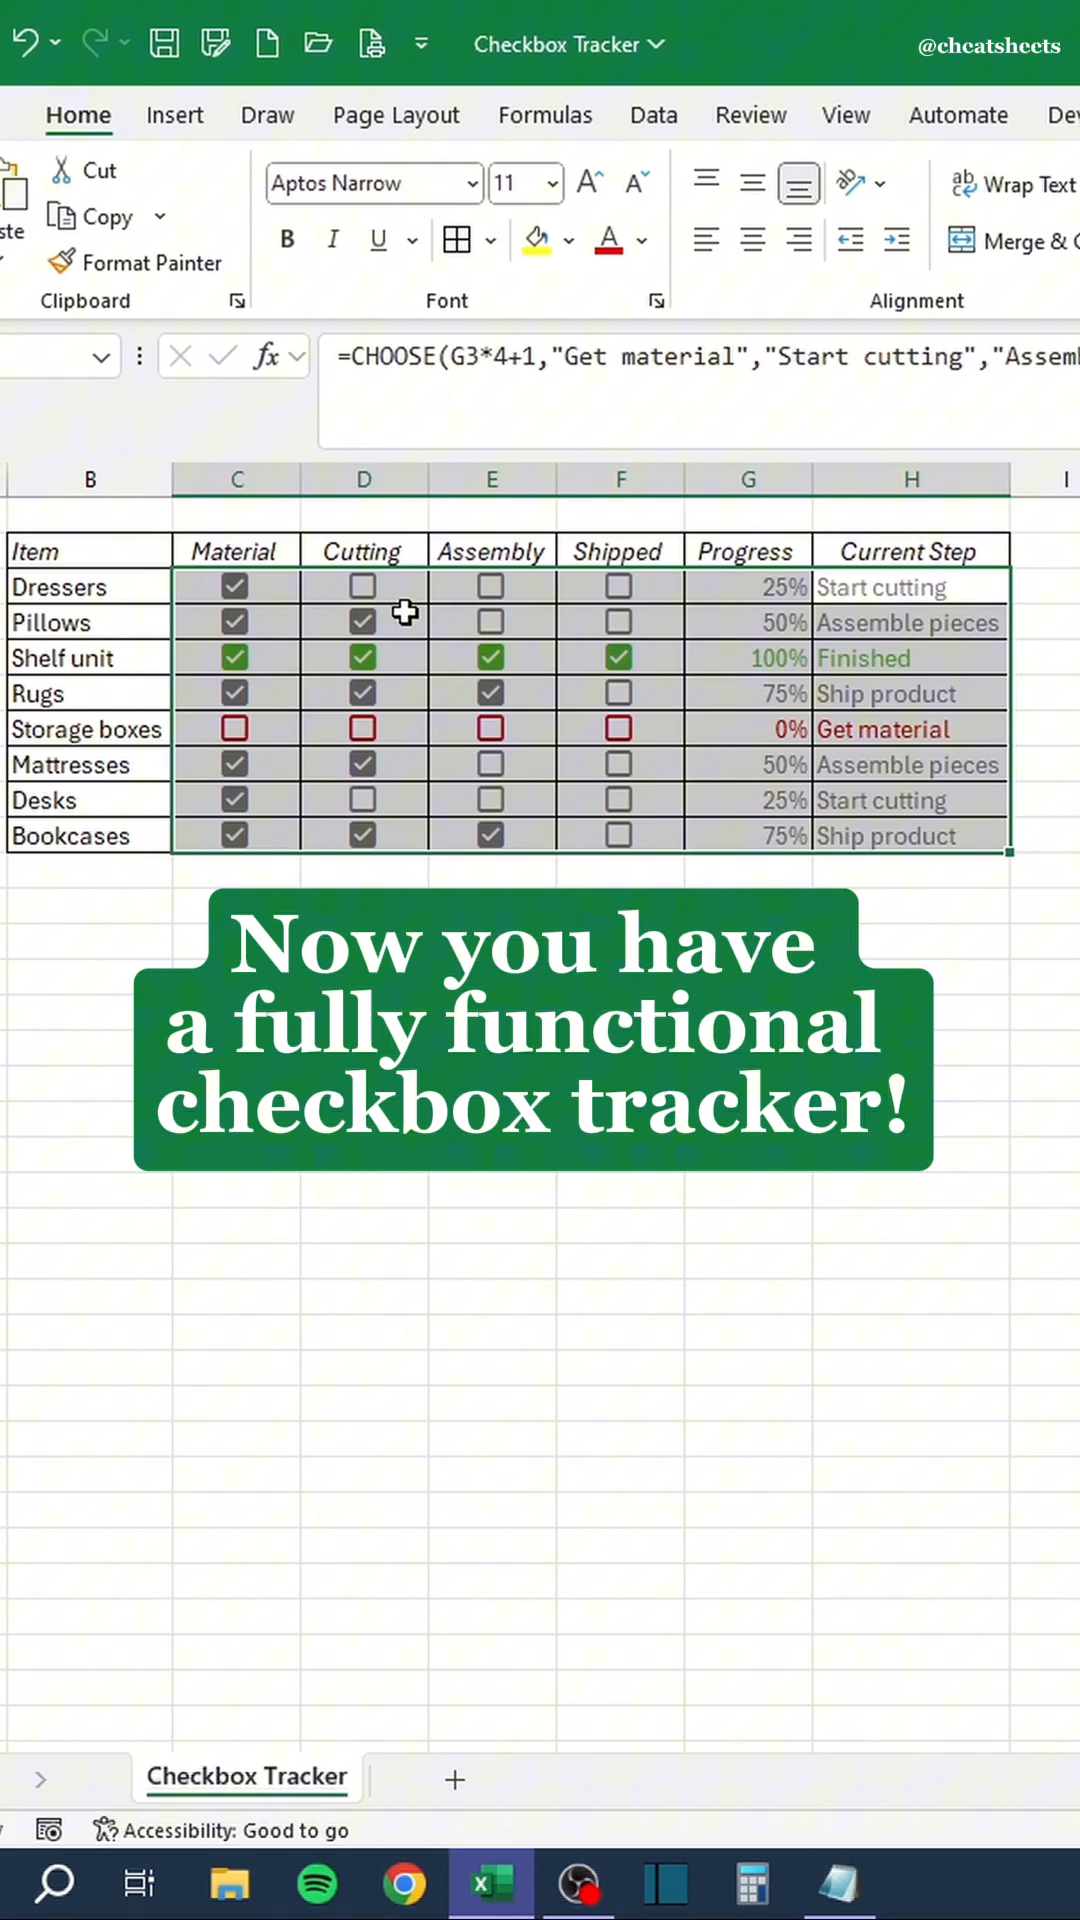 Checkbox Tracker
@cheatsheets
Home Insert Draw Page Layout Formulas Data Review View Automate
Cut
Aptos Narrow 11 A A
Wrap Text
Copy
B I U A
Merge &
Format Painter
Clipboard Font Alignment
fx =CHOOSE(G3*4+1,"Get material","Start cutting","Assem
B C D E F G H I
Item Material Cutting Assembly Shipped Progress Current Step
Dressers 25% Start cutting
Pillows 50% Assemble pieces
Shelf unit 100% Finished
Rugs 75% Ship product
Storage boxes 0% Get material
Mattresses 50% Assemble pieces
Desks 25% Start cutting
Bookcases 75% Ship product
Now you have
a fully functional
checkbox tracker!
Checkbox Tracker
Accessibility: Good to go